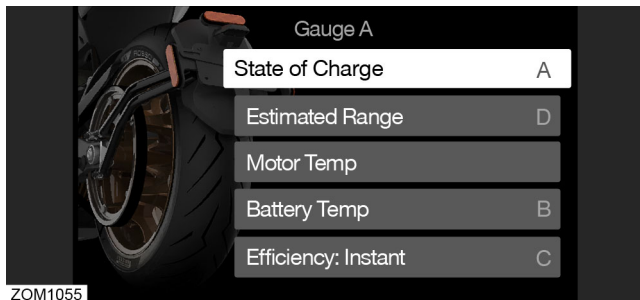 Gauge A
State of Charge A
Estimated Range D
Motor Temp
Battery Temp B
Efficiency: Instant C
ZOM1055